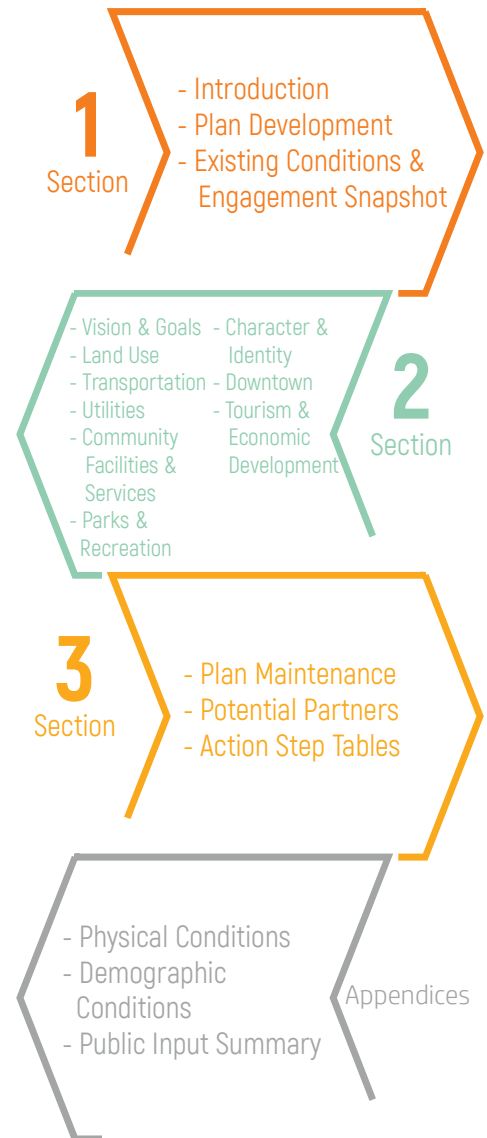 1
Section
- Introduction
- Plan Development
- Existing Conditions &
Engagement Snapshot
- Vision & Goals
- Land Use
- Transportation
- Utilities
- Community
Facilities &
Services
- Parks &
Recreation
- Character &
Identity
- Downtown
- Tourism &
Economic
Development
2
Section
3
Section
- Plan Maintenance
- Potential Partners
- Action Step Tables
- Physical Conditions
- Demographic
Conditions
- Public Input Summary
Appendices